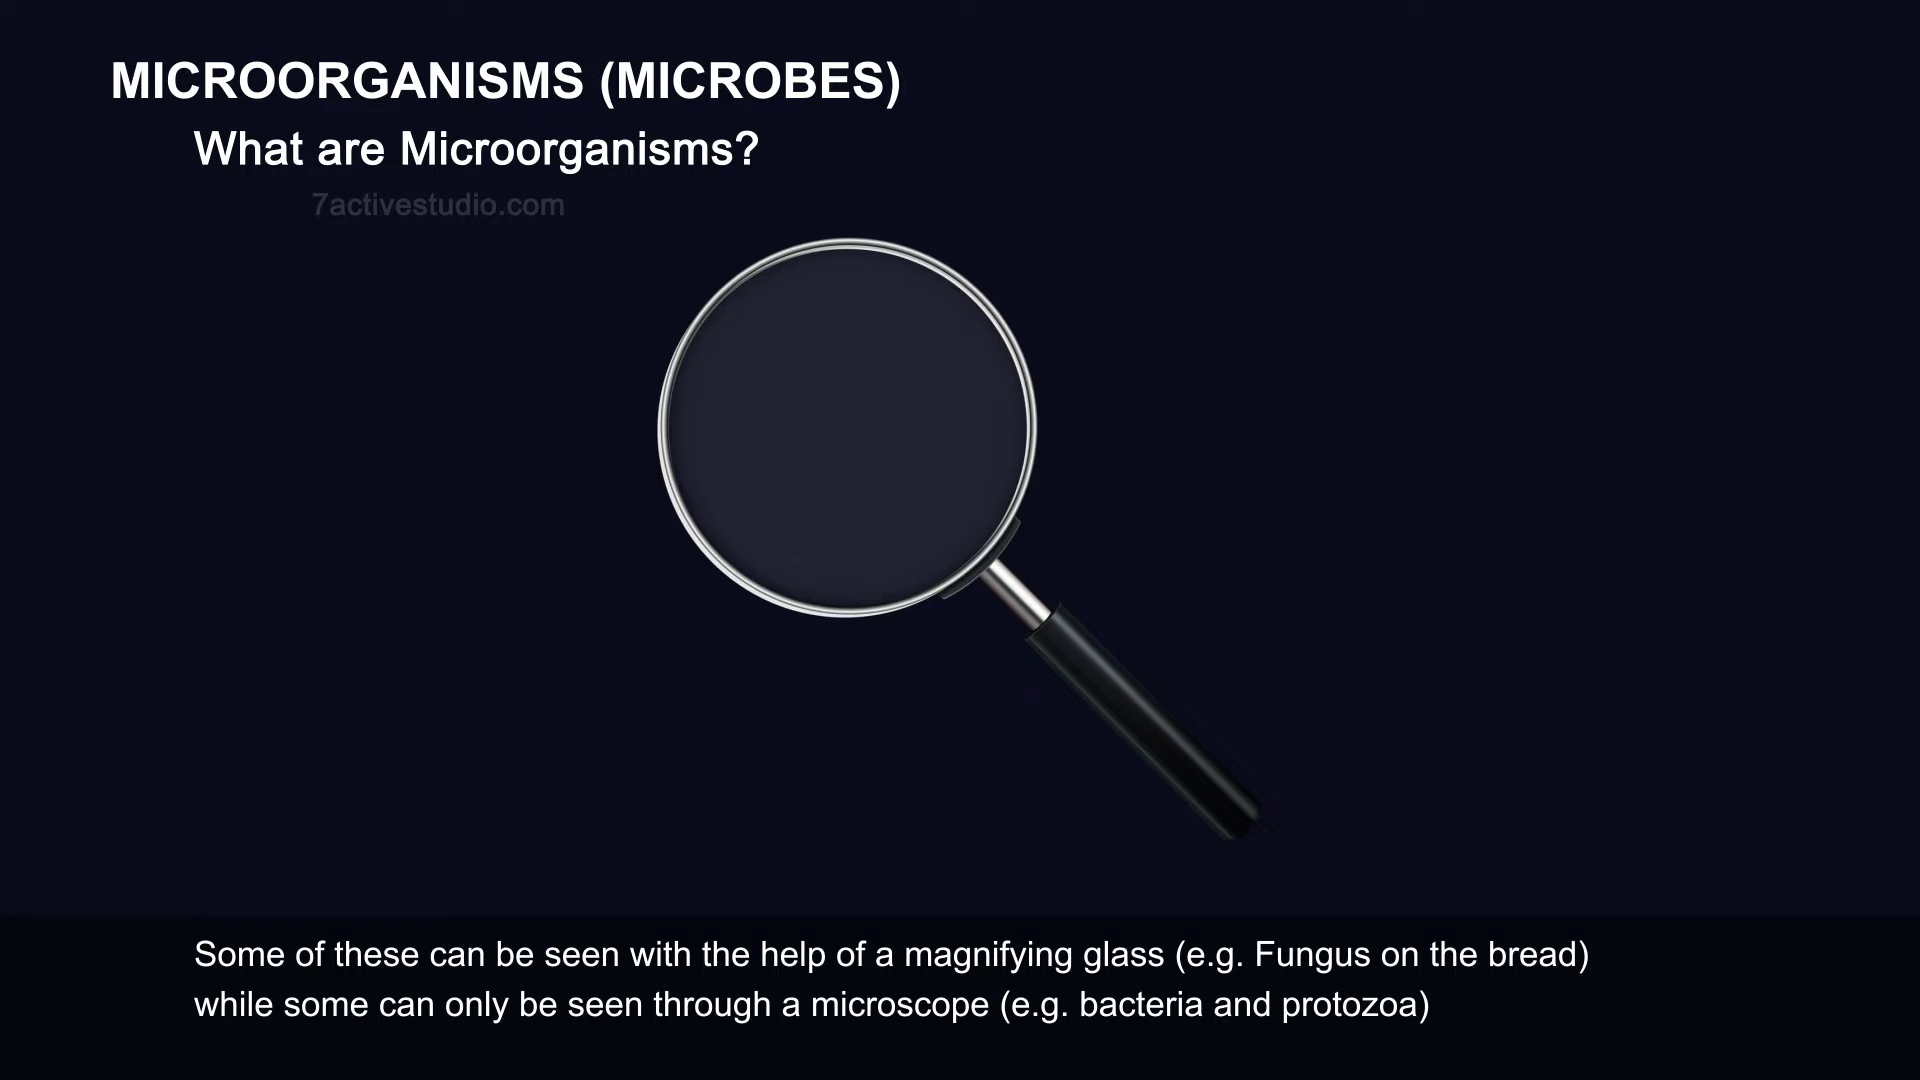 MICROORGANISMS (MICROBES)
What are Microorganisms?
7activestudio.com
Some of these can be seen with the help of a magnifying glass (e.g. Fungus on the bread)
while some can only be seen through a microscope (e.g. bacteria and protozoa)